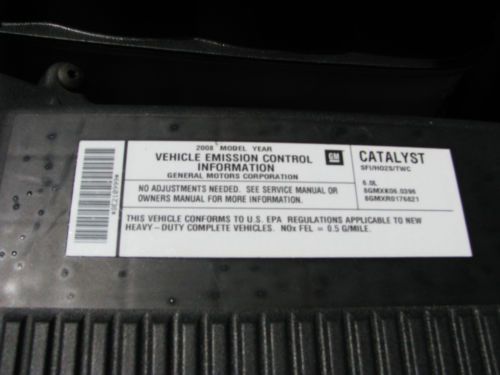 2008 MODEL YEAR
VEHICLE EMISSION CONTROL
INFORMATION
GENERAL MOTORS CORPORATION
GM
CATALYST
SFI/HO2S/TWC
NO ADJUSTMENTS NEEDED. SEE SERVICE MANUAL OR
OWNERS MANUAL FOR MORE INFORMATION.
6.0L
8GMXK06.0396
8GMXR0176821
THIS VEHICLE CONFORMS TO U.S. EPA REGULATIONS APPLICABLE TO NEW
HEAVY-DUTY COMPLETE VEHICLES. NOx FEL = 0.5 G/MILE.